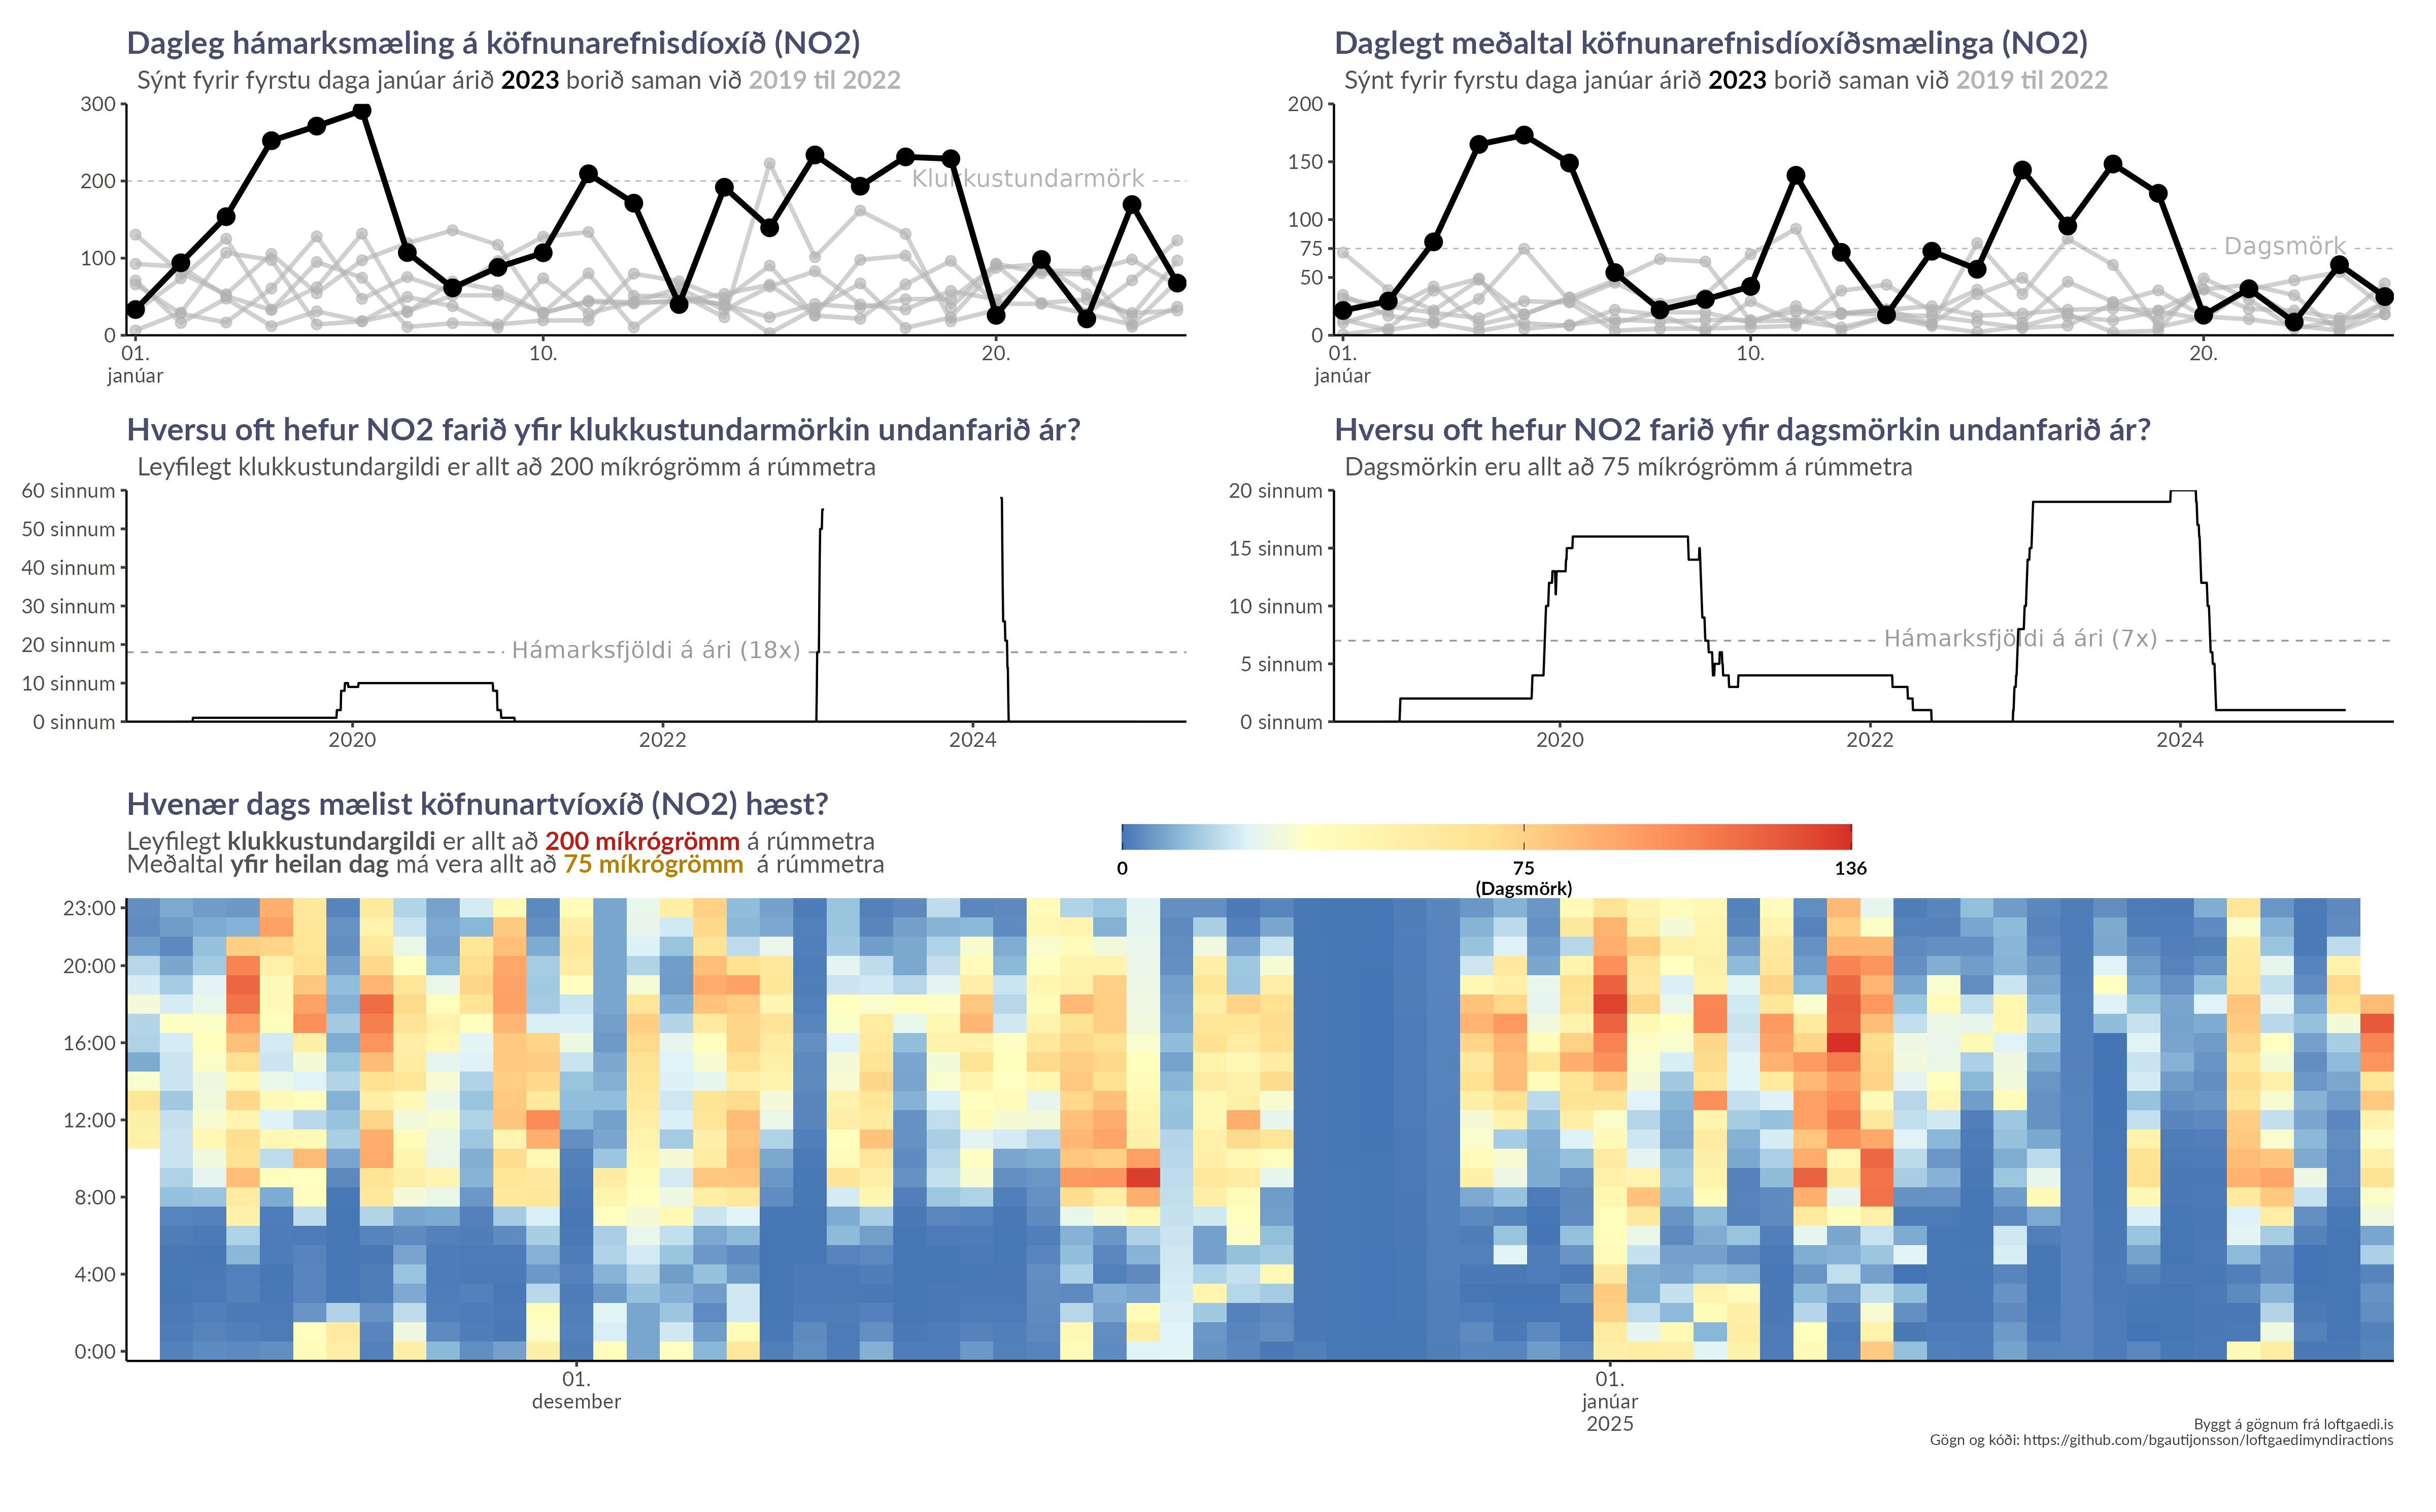 Dagleg hámarksmæling á köfnunarefnisdíoxíð (NO2)
Sýnt fyrir fyrstu daga janúar árið 2023 borið saman við 2019 til 2022
300
200
100
0
Klukkustundarmörk
01.
janúar
10.
20.
Daglegt meðaltal köfnunarefnisdíoxíðsmælinga (NO2)
Sýnt fyrir fyrstu daga janúar árið 2023 borið saman við 2019 til 2022
200
150
100
75
50
0
Dagsmörk
01.
janúar
10.
20.
Hversu oft hefur NO2 farið yfir klukkustundarmörkin undanfarið ár?
Leyfilegt klukkustundargildi er allt að 200 míkrógrömm á rúmmetra
60 sinnum
50 sinnum
40 sinnum
30 sinnum
20 sinnum
10 sinnum
0 sinnum
Hámarksfjöldi á ári (18x)
2020
2022
2024
Hversu oft hefur NO2 farið yfir dagsmörkin undanfarið ár?
Dagsmörkin eru allt að 75 míkrógrömm á rúmmetra
20 sinnum
15 sinnum
10 sinnum
5 sinnum
0 sinnum
Hámarksfjöldi á ári (7x)
2020
2022
2024
Hvenær dags mælist köfnunartvíoxíð (NO2) hæst?
Leyfilegt klukkustundargildi er allt að 200 míkrógrömm á rúmmetra
Meðaltal yfir heilan dag má vera allt að 75 míkrógrömm á rúmmetra
0
75
(Dagsmörk)
136
23:00
20:00
16:00
12:00
8:00
4:00
0:00
01.
desember
01.
janúar
2025
Byggt á gögnum frá loftgaedi.is
Gögn og kóði: https://github.com/bgautijonsson/loftgaedimyndiractions